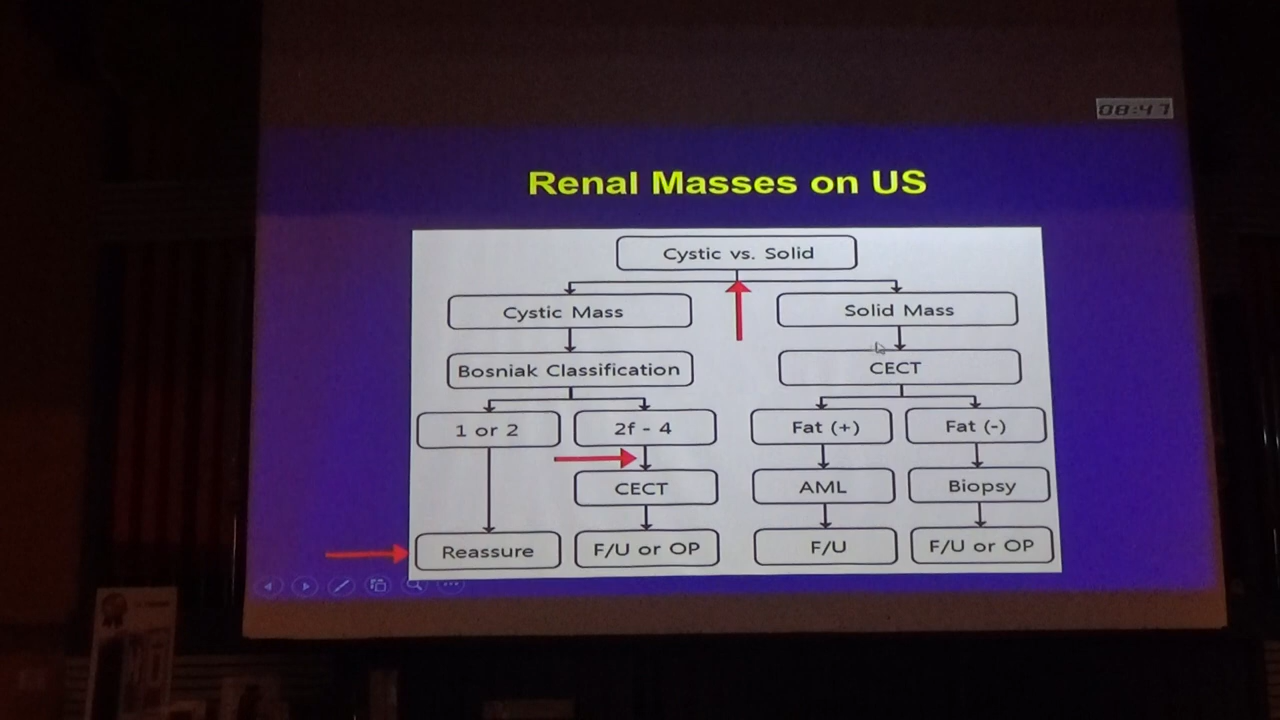 08:47
Renal Masses on US
Cystic vs. Solid
Cystic Mass
Solid Mass
Bosniak Classification
CECT
1 or 2
2f - 4
Fat (+)
Fat (-)
CECT
AML
Biopsy
Reassure
F/U or OP
F/U
F/U or OP